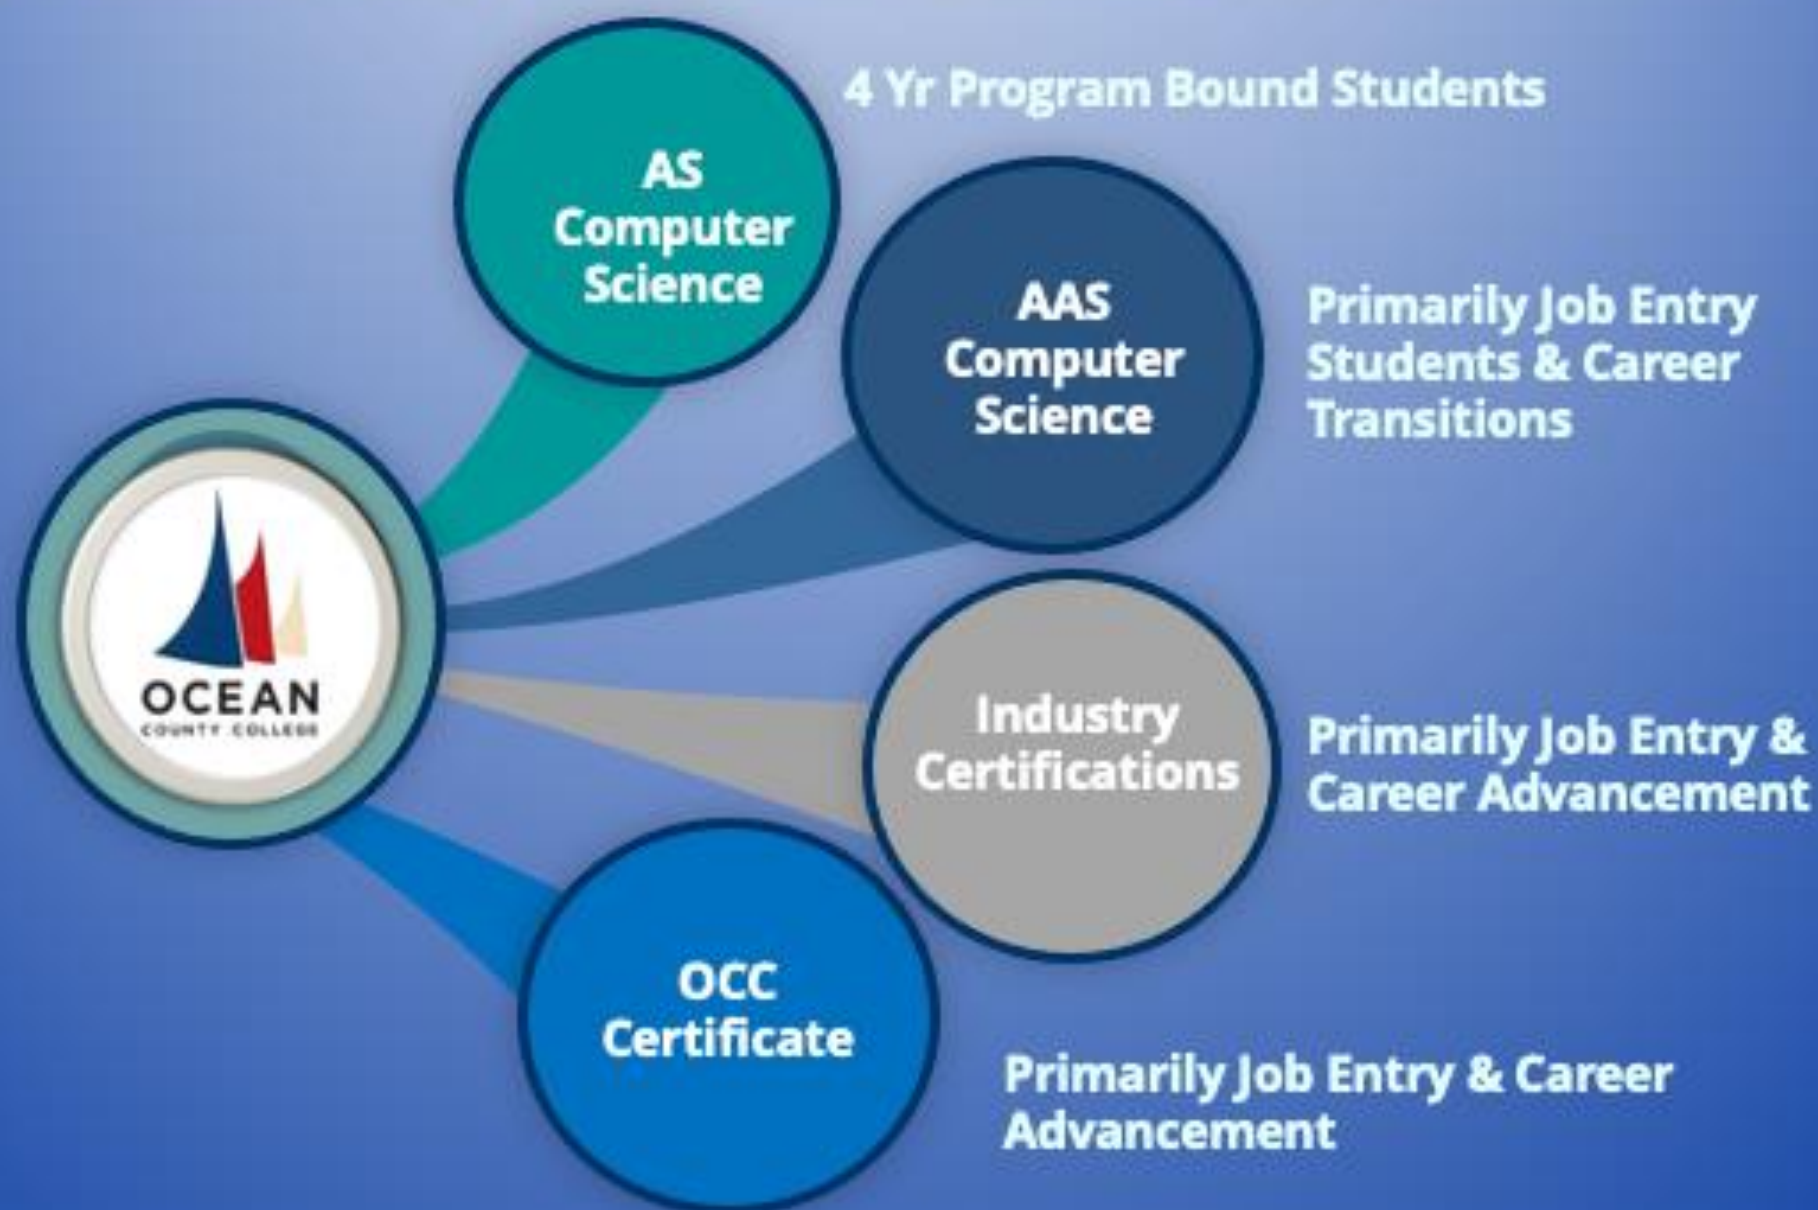 4 Yr Program Bound Students
AS
Computer
Science
AAS
Computer
Science
Primarily Job Entry
Students & Career
Transitions
OCEAN
COUNTY COLLEGE
Industry
Certifications
Primarily Job Entry &
Career Advancement
OCC
Certificate
Primarily Job Entry & Career
Advancement